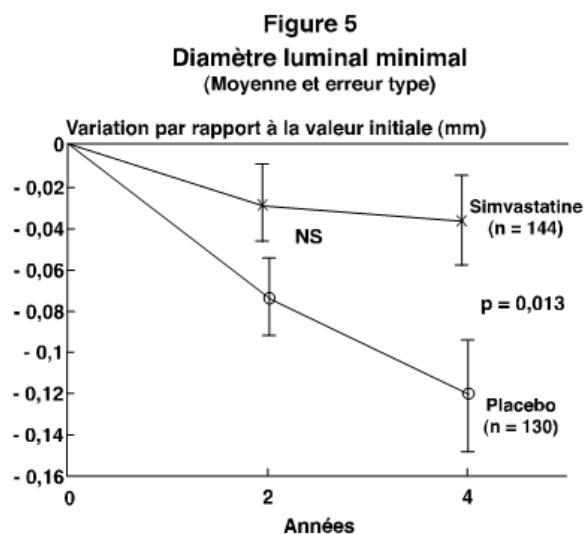 Figure 5
Diamètre luminal minimal
(Moyenne et erreur type)
Variation par rapport à la valeur initiale (mm)
0
- 0,02
- 0,04
- 0,06
- 0,08
- 0,1
- 0,12
- 0,14
- 0,16
Simvastatine
(n = 144)
NS
p = 0,013
Placebo
(n = 130)
0
2
4
Années